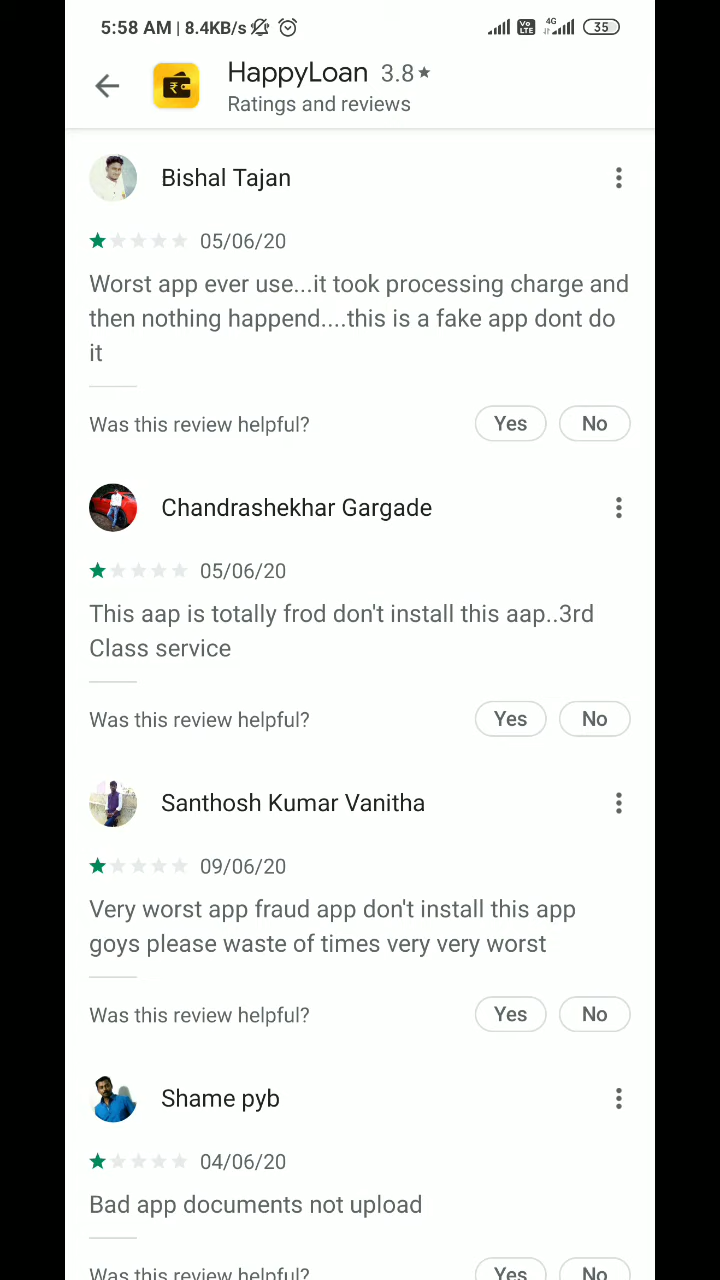 5:58 AM | 8.4KB/s Vo LTE 4G 35
HappyLoan 3.8★
Ratings and reviews
Bishal Tajan
05/06/20
Worst app ever use...it took processing charge and
then nothing happend....this is a fake app dont do
it
Was this review helpful? Yes No
Chandrashekhar Gargade
05/06/20
This aap is totally frod don't install this aap..3rd
Class service
Was this review helpful? Yes No
Santhosh Kumar Vanitha
09/06/20
Very worst app fraud app don't install this app
goys please waste of times very very worst
Was this review helpful? Yes No
Shame pyb
04/06/20
Bad app documents not upload
Was this review helpful? Yes No